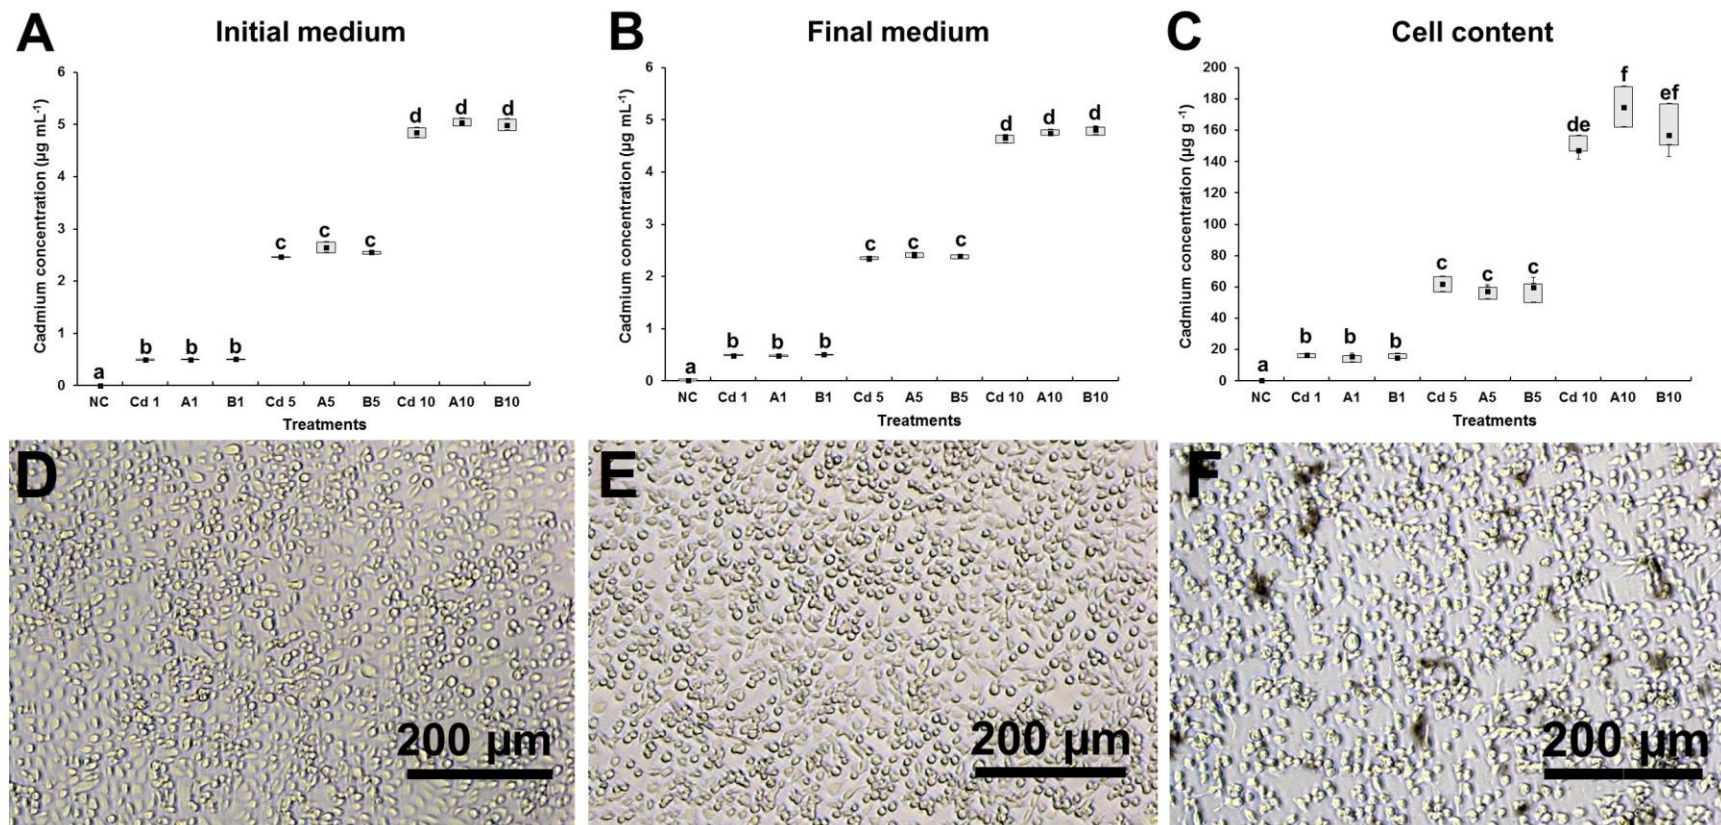 A
Initial medium
Cadmium concentration (µg mL⁻¹)
6
5
4
3
2
1
0
a
b
b
b
c
c
c
d
d
d
NC
Cd 1
A1
B1
Cd 5
A5
B5
Cd 10
A10
B10
Treatments
B
Final medium
Cadmium concentration (µg mL⁻¹)
6
5
4
3
2
1
0
a
b
b
b
c
c
c
d
d
d
NC
Cd 1
A1
B1
Cd 5
A5
B5
Cd 10
A10
B10
Treatments
C
Cell content
Cadmium concentration (µg g⁻¹)
200
180
160
140
120
100
80
60
40
20
0
a
b
b
b
c
c
c
de
f
ef
NC
Cd 1
A1
B1
Cd 5
A5
B5
Cd 10
A10
B10
Treatments
D
200 µm
E
200 µm
F
200 µm